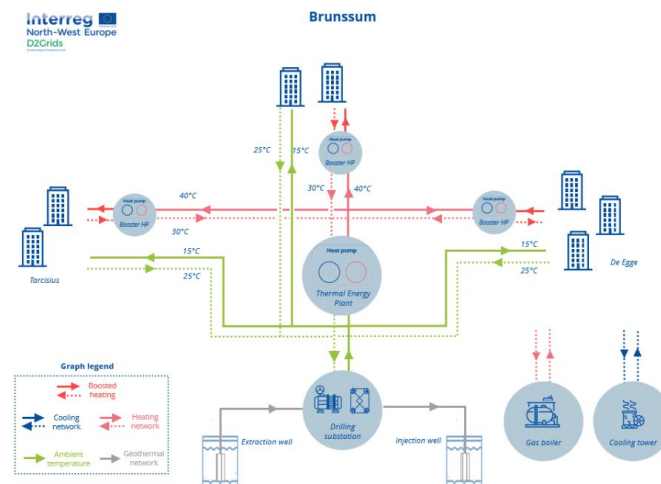 Brunssum
Interreg
North-West Europe
D2Grids
Heat pump
Booster HP
25°C
15°C
30°C
40°C
40°C
30°C
Heat pump
Booster HP
Heat pump
Booster HP
15°C
25°C
Tarcisius
Heat pump
Thermal Energy
Plant
15°C
25°C
De Egge
Graph legend
Boosted
heating
Cooling
network
Heating
network
Ambient
temperature
Geothormal
network
Extraction well
Drilling
substation
Injection well
Gas boiler
Cooling tower